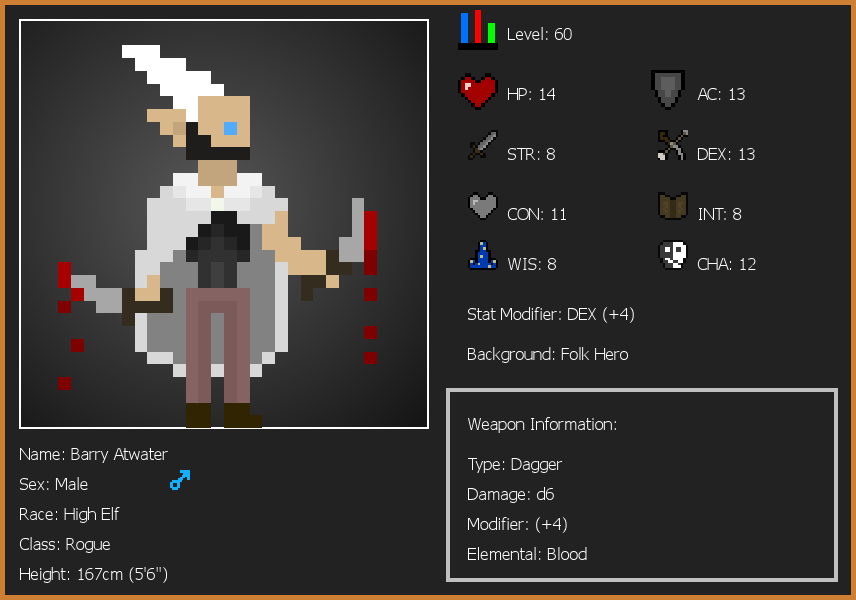 Level: 60
HP: 14
AC: 13
STR: 8
DEX: 13
CON: 11
INT: 8
WIS: 8
CHA: 12
Stat Modifier: DEX (+4)
Background: Folk Hero
Weapon Information:
Type: Dagger
Damage: d6
Modifier: (+4)
Elemental: Blood
Name: Barry Atwater
Sex: Male
Race: High Elf
Class: Rogue
Height: 167cm (5'6")